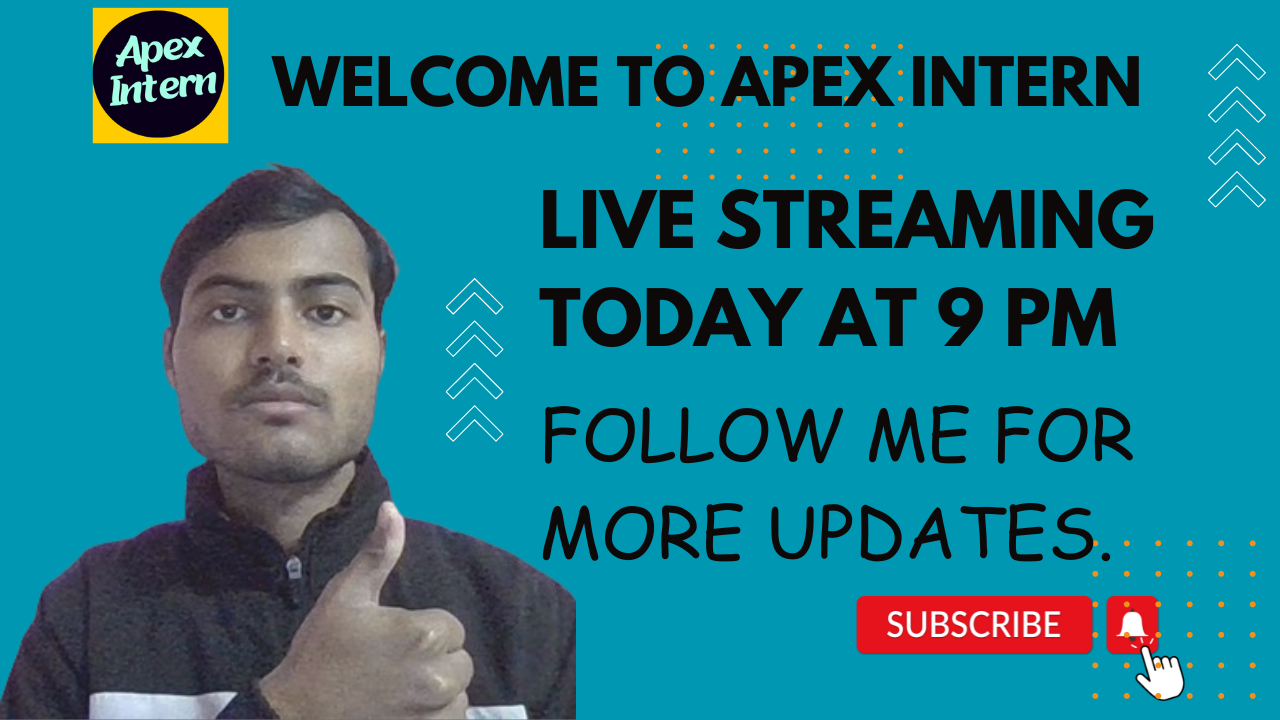 Apex
Intern
WELCOME TO APEX INTERN
LIVE STREAMING
TODAY AT 9 PM
FOLLOW ME FOR
MORE UPDATES.
SUBSCRIBE